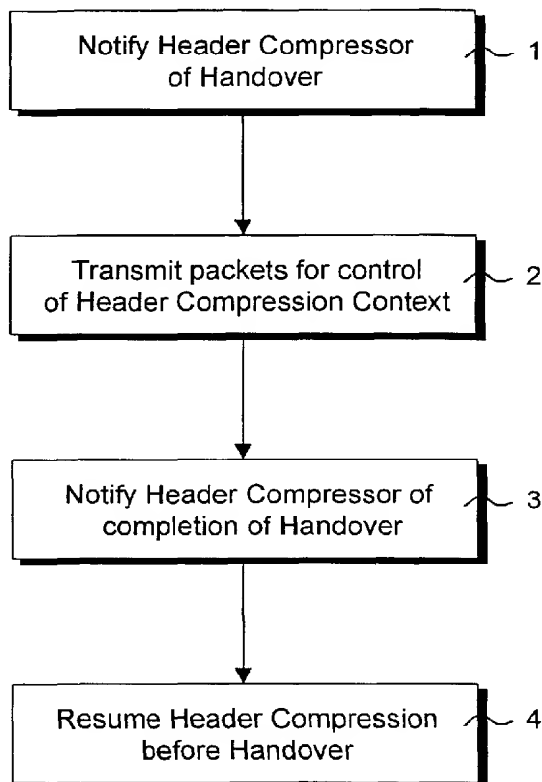 Notify Header Compressor
of Handover
1
Transmit packets for control
of Header Compression Context
2
Notify Header Compressor of
completion of Handover
3
Resume Header Compression
before Handover
4